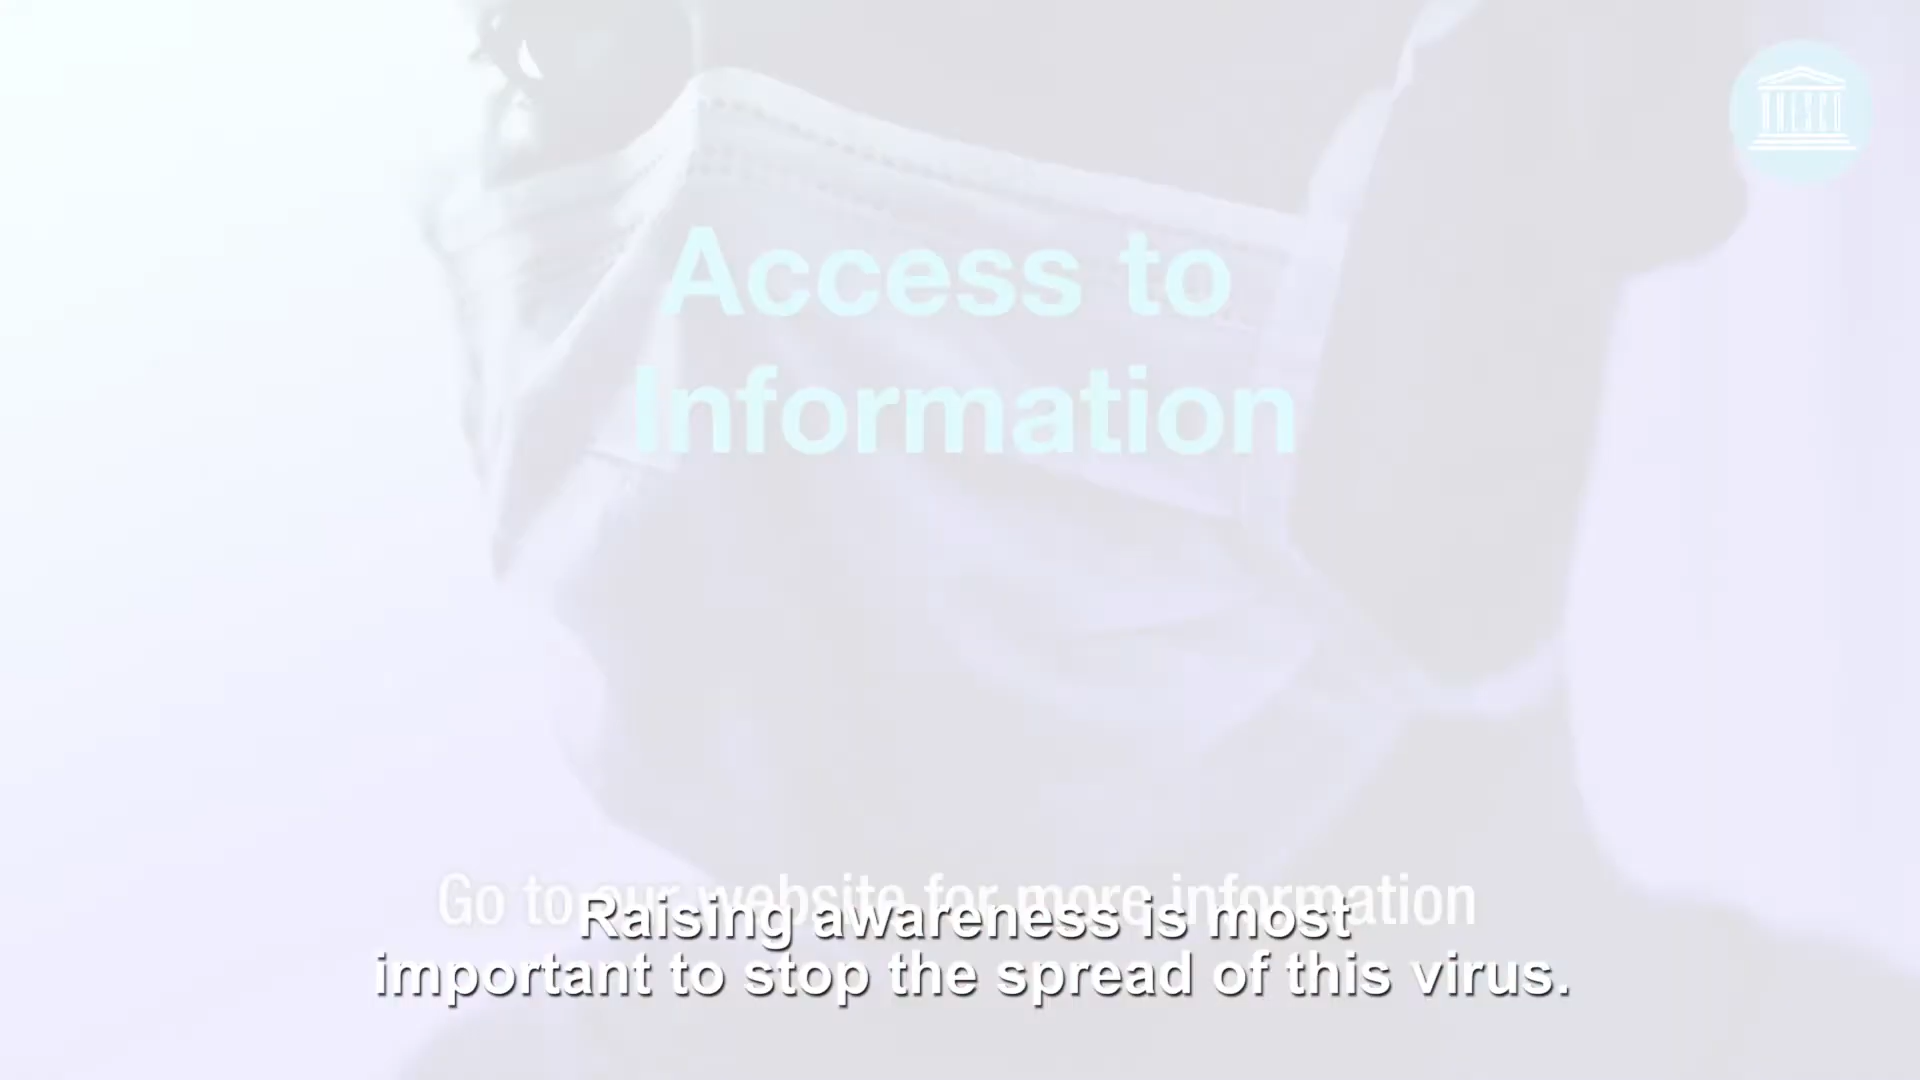 UNESCO
Access to
Information
Go to our website for more information
Raising awareness is most
important to stop the spread of this virus.